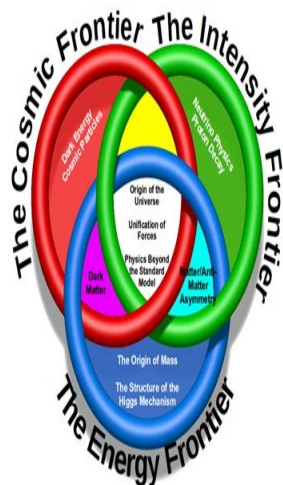 The Cosmic Frontier
The Intensity Frontier
Dark Energy
Cosmic Particles
Neutrino Physics
Proton Decay
Origin of the
Universe
Unification of
Forces
Physics Beyond
the Standard
Model
Dark
Matter
Matter/Anti-
Matter
Asymmetry
The Origin of Mass
The Structure of the
Higgs Mechanism
The Energy Frontier